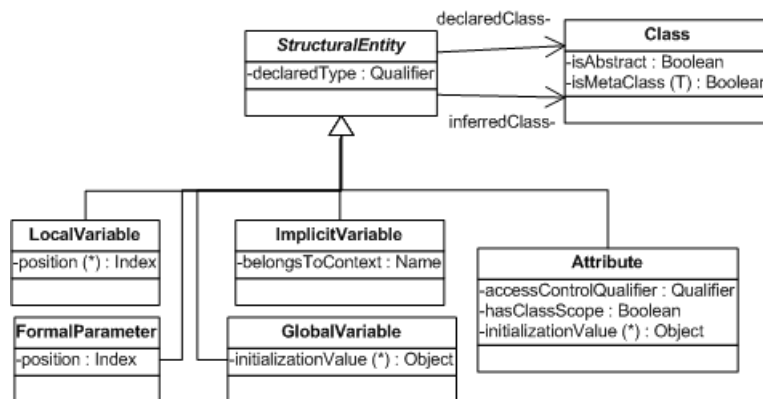 declaredClass-
StructuralEntity
-declaredType : Qualifier
Class
-isAbstract : Boolean
-isMetaClass (T) : Boolean
inferredClass-
LocalVariable
-position (*) : Index
ImplicitVariable
-belongsToContext : Name
Attribute
-accessControlQualifier : Qualifier
-hasClassScope : Boolean
-initializationValue (*) : Object
FormalParameter
-position : Index
GlobalVariable
-initializationValue (*) : Object